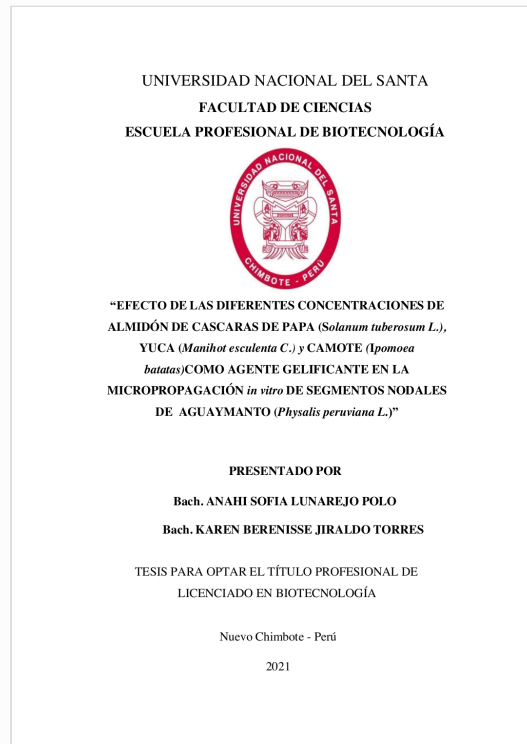 UNIVERSIDAD NACIONAL DEL SANTA
FACULTAD DE CIENCIAS
ESCUELA PROFESIONAL DE BIOTECNOLOGÍA
UNIVERSIDAD NACIONAL DEL SANTA
CHIMBOTE - PERÚ
“EFECTO DE LAS DIFERENTES CONCENTRACIONES DE
ALMIDÓN DE CASCARAS DE PAPA (Solanum tuberosum L.),
YUCA (Manihot esculenta C.) y CAMOTE (Ipomoea
batatas)COMO AGENTE GELIFICANTE EN LA
MICROPROPAGACIÓN in vitro DE SEGMENTOS NODALES
DE AGUAYMANTO (Physalis peruviana L.)”
PRESENTADO POR
Bach. ANAHI SOFIA LUNAREJO POLO
Bach. KAREN BERENISSE JIRALDO TORRES
TESIS PARA OPTAR EL TÍTULO PROFESIONAL DE
LICENCIADO EN BIOTECNOLOGÍA
Nuevo Chimbote - Perú
2021